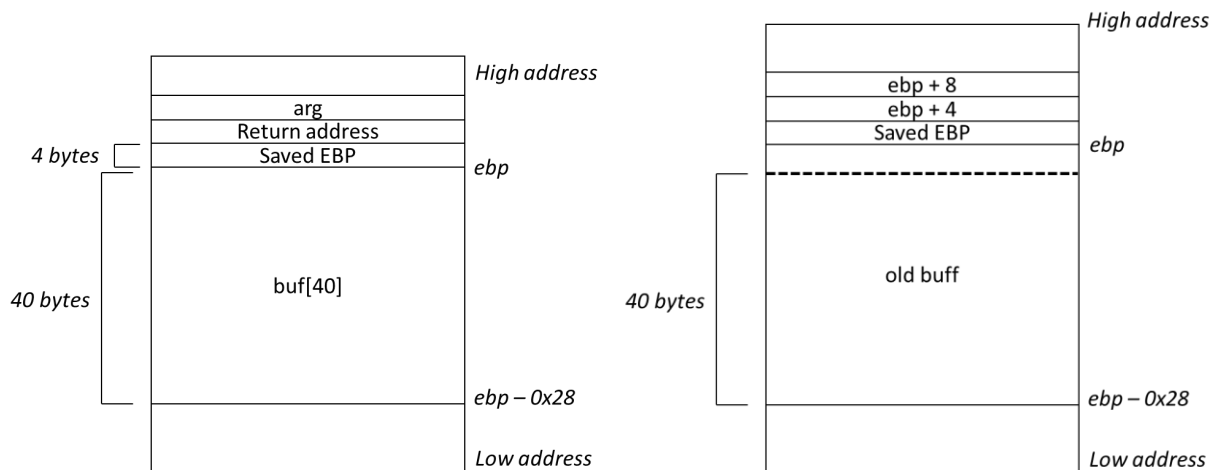 High address
arg
Return address
4 bytes
Saved EBP
ebp
40 bytes
buf[40]
ebp – 0x28
Low address
High address
ebp + 8
ebp + 4
Saved EBP
ebp
40 bytes
old buff
ebp – 0x28
Low address